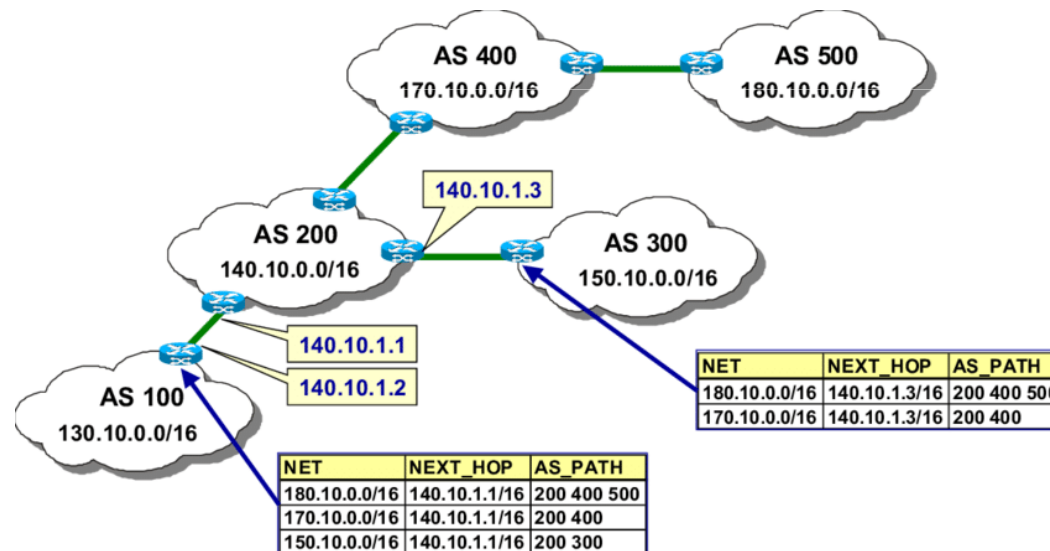 AS 400
170.10.0.0/16
AS 500
180.10.0.0/16
140.10.1.3
AS 200
140.10.0.0/16
AS 300
150.10.0.0/16
140.10.1.1
140.10.1.2
AS 100
130.10.0.0/16
NET NEXT_HOP AS_PATH
180.10.0.0/16 140.10.1.3/16 200 400 500
170.10.0.0/16 140.10.1.3/16 200 400
NET NEXT_HOP AS_PATH
180.10.0.0/16 140.10.1.1/16 200 400 500
170.10.0.0/16 140.10.1.1/16 200 400
150.10.0.0/16 140.10.1.1/16 200 300